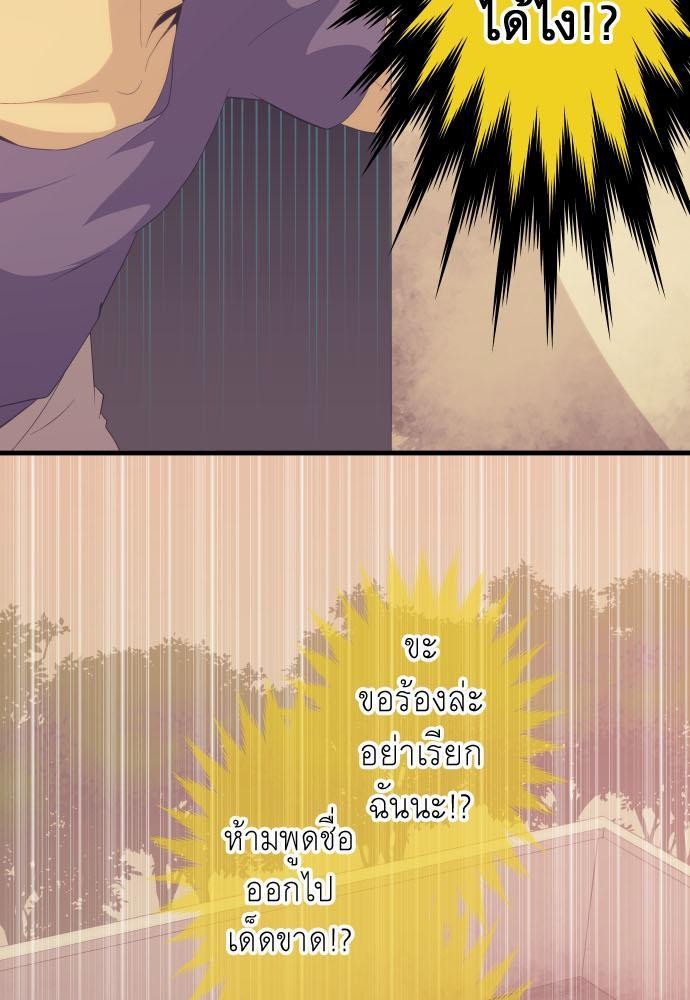 ได้ไง!?
ขะ
ขอร้องล่ะ
อย่าเรียก
ฉันนะ!?
ห้ามพูดชื่อ
ออกไป
เด็ดขาด!?